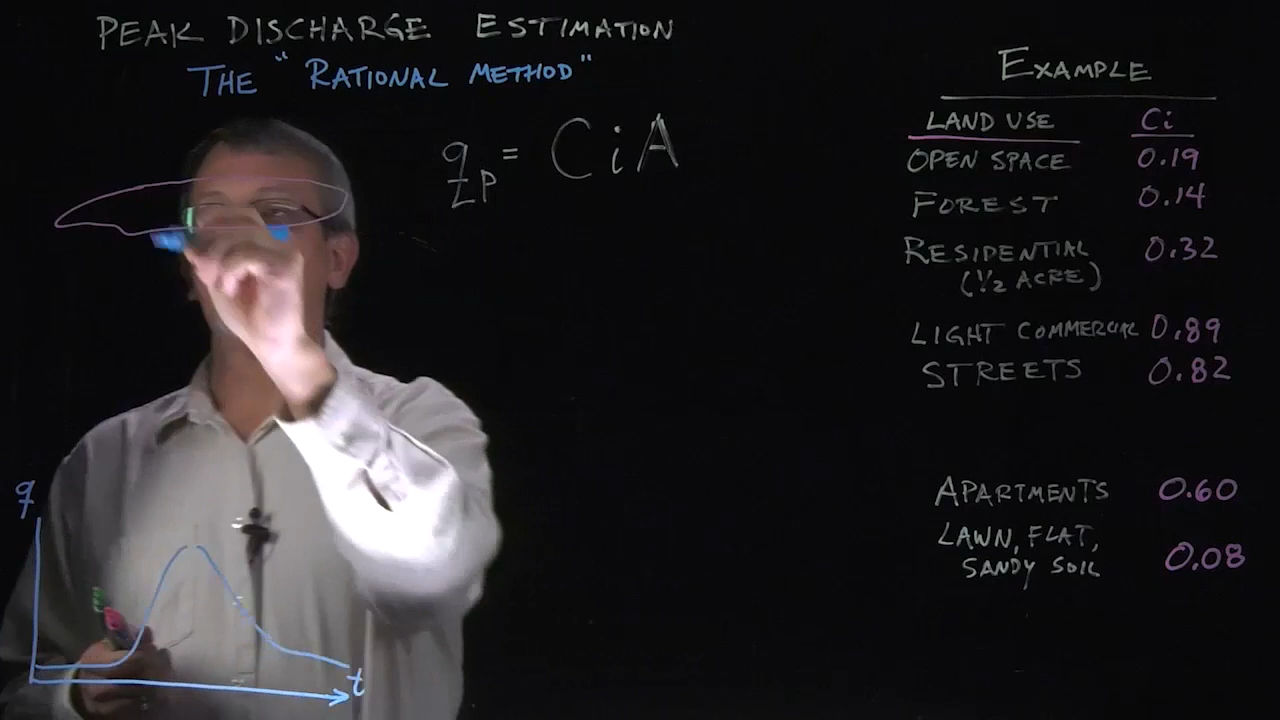 PEAK DISCHARGE ESTIMATION
THE "RATIONAL METHOD"
qp = CiA
q
t
EXAMPLE
LAND USE Ci
OPEN SPACE 0.19
FOREST 0.14
RESIDENTIAL 0.32
(1/2 ACRE)
LIGHT COMMERCIAL 0.89
STREETS 0.82
APARTMENTS 0.60
LAWN, FLAT,
SANDY SOIL 0.08